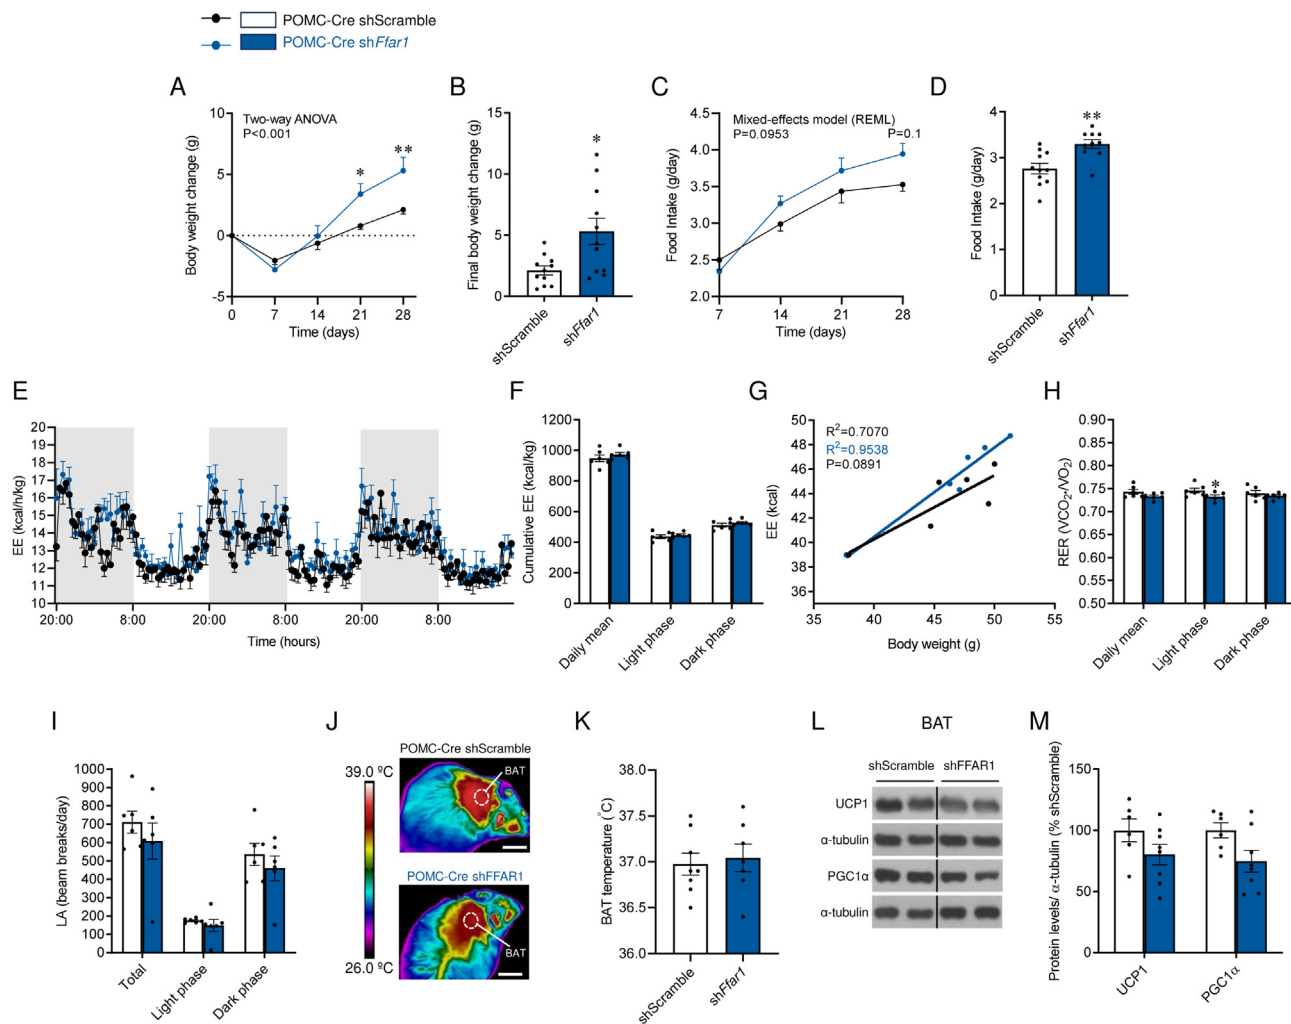 POMC-Cre shScramble
POMC-Cre shFfar1
A
Body weight change (g)
10
5
0
-5
Two-way ANOVA
P<0.001
*
**
0
7
14
21
28
Time (days)
B
Final body weight change (g)
15
10
5
0
*
shScramble
shFfar1
C
Food Intake (g/day)
4.5
4.0
3.5
3.0
2.5
2.0
Mixed-effects model (REML)
P=0.0953
P=0.1
7
14
21
28
Time (days)
D
Food Intake (g/day)
4
3
2
1
0
**
shScramble
shFfar1
E
EE (kcal/h/kg)
20
19
18
17
16
15
14
13
12
11
10
20:00
8:00
20:00
8:00
20:00
8:00
Time (hours)
F
Cumulative EE (kcal/kg)
1200
1000
800
600
400
200
0
Daily mean
Light phase
Dark phase
G
EE (kcal)
51
48
45
42
39
36
R²=0.7070
R²=0.9538
P=0.0891
35
40
45
50
55
Body weight (g)
H
RER (VCO₂/VO₂)
0.90
0.85
0.80
0.75
0.70
0.65
0.60
0.55
0.50
*
Daily mean
Light phase
Dark phase
I
LA (beam breaks/day)
1000
900
800
700
600
500
400
300
200
100
0
Total
Light phase
Dark phase
J
39.0 ºC
26.0 ºC
POMC-Cre shScramble
BAT
POMC-Cre shFFAR1
BAT
K
BAT temperature (°C)
38.0
37.5
37.0
36.5
36.0
shScramble
shFfar1
L
BAT
shScramble
shFFAR1
UCP1
α-tubulin
PGC1α
α-tubulin
M
Protein levels/ α-tubulin (% shScramble)
150
100
50
0
UCP1
PGC1α